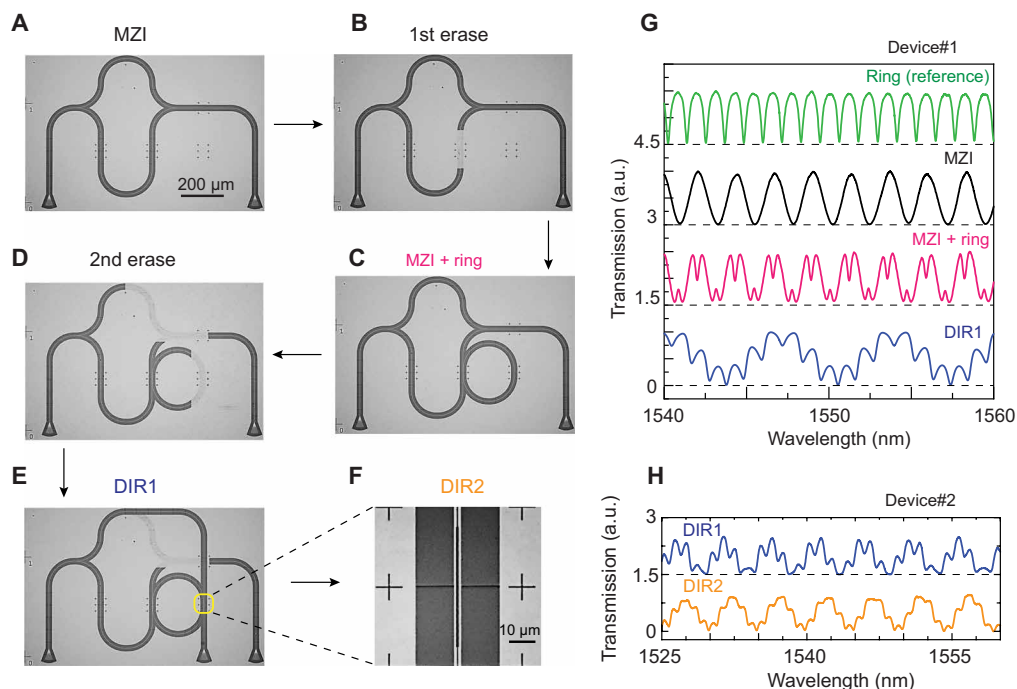 A
MZI
200 μm
B
1st erase
D
2nd erase
C
MZI + ring
E
DIR1
F
DIR2
10 μm
G
Device#1
Ring (reference)
4.5
MZI
3
MZI + ring
1.5
DIR1
0
Transmission (a.u.)
1540
1550
1560
Wavelength (nm)
H
Device#2
3
DIR1
1.5
DIR2
0
Transmission (a.u.)
1525
1540
1555
Wavelength (nm)